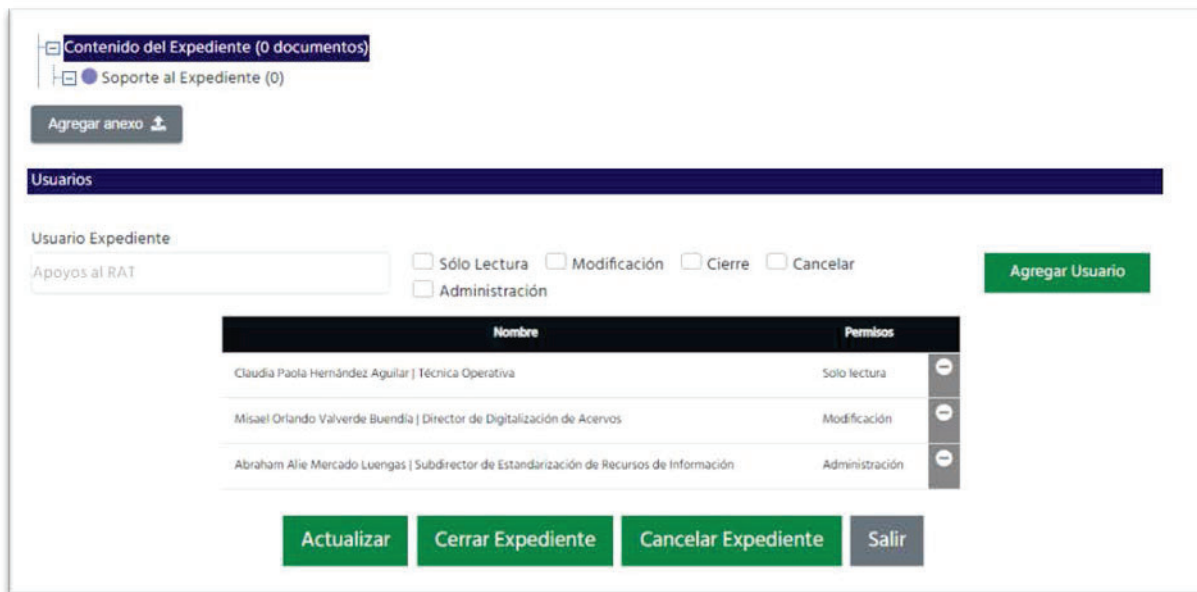 Contenido del Expediente (0 documentos)
Soporte al Expediente (0)
Agregar anexo
Usuarios
Usuario Expediente
Apoyos al RAT
Sólo Lectura Modificación Cierre Cancelar
Administración
Agregar Usuario
Nombre Permisos
Claudia Paola Hernández Aguilar | Técnica Operativa Solo lectura
Misael Orlando Valverde Buendía | Director de Digitalización de Acervos Modificación
Abraham Alie Mercado Luengas | Subdirector de Estandarización de Recursos de Información Administración
Actualizar Cerrar Expediente Cancelar Expediente Salir